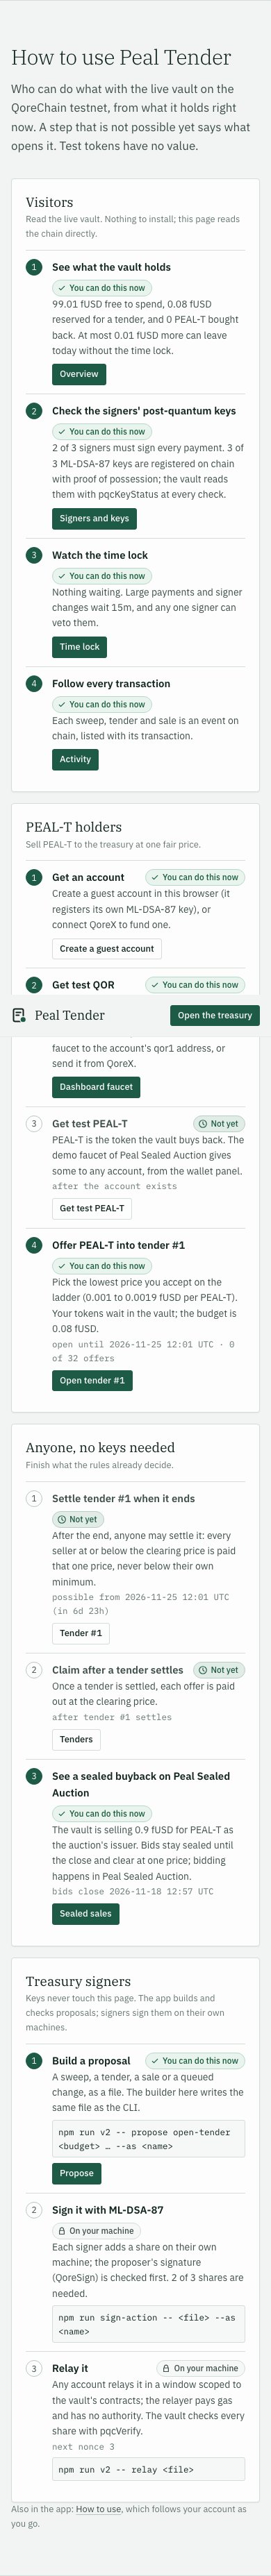 How to use Peal Tender
Who can do what with the live vault on the
QoreChain testnet, from what it holds right
now. A step that is not possible yet says what
opens it. Test tokens have no value.
Visitors
Read the live vault. Nothing to install; this page reads
the chain directly.
1
See what the vault holds
You can do this now
99.01 fUSD free to spend, 0.08 fUSD
reserved for a tender, and 0 PEAL-T bought
back. At most 0.01 fUSD more can leave
today without the time lock.
Overview
2
Check the signers' post-quantum keys
You can do this now
2 of 3 signers must sign every payment. 3 of
3 ML-DSA-87 keys are registered on chain
with proof of possession; the vault reads
them with pqcKeyStatus at every check.
Signers and keys
3
Watch the time lock
You can do this now
Nothing waiting. Large payments and signer
changes wait 15m, and any one signer can
veto them.
Time lock
4
Follow every transaction
You can do this now
Each sweep, tender and sale is an event on
chain, listed with its transaction.
Activity
PEAL-T holders
Sell PEAL-T to the treasury at one fair price.
1
Get an account
You can do this now
Create a guest account in this browser (it
registers its own ML-DSA-87 key), or
connect QoreX to fund one.
Create a guest account
2
Get test QOR
You can do this now
Peal Tender
Open the treasury
faucet to the account's qor1 address, or
send it from QoreX.
Dashboard faucet
3
Get test PEAL-T
Not yet
PEAL-T is the token the vault buys back. The
demo faucet of Peal Sealed Auction gives
some to any account, from the wallet panel.
after the account exists
Get test PEAL-T
4
Offer PEAL-T into tender #1
You can do this now
Pick the lowest price you accept on the
ladder (0.001 to 0.0019 fUSD per PEAL-T).
Your tokens wait in the vault; the budget is
0.08 fUSD.
open until 2026-11-25 12:01 UTC · 0
of 32 offers
Open tender #1
Anyone, no keys needed
Finish what the rules already decide.
1
Settle tender #1 when it ends
Not yet
After the end, anyone may settle it: every
seller at or below the clearing price is paid
that one price, never below their own
minimum.
possible from 2026-11-25 12:01 UTC
(in 6d 23h)
Tender #1
2
Claim after a tender settles
Not yet
Once a tender is settled, each offer is paid
out at the clearing price.
after tender #1 settles
Tenders
3
See a sealed buyback on Peal Sealed
Auction
You can do this now
The vault is selling 0.9 fUSD for PEAL-T as
the auction's issuer. Bids stay sealed until
the close and clear at one price; bidding
happens in Peal Sealed Auction.
bids close 2026-11-18 12:57 UTC
Sealed sales
Treasury signers
Keys never touch this page. The app builds and
checks proposals; signers sign them on their own
machines.
1
Build a proposal
You can do this now
A sweep, a tender, a sale or a queued
change, as a file. The builder here writes the
same file as the CLI.
npm run v2 -- propose open-tender
<budget> … --as <name>
Propose
2
Sign it with ML-DSA-87
On your machine
Each signer adds a share on their own
machine; the proposer's signature
(QoreSign) is checked first. 2 of 3 shares are
needed.
npm run sign-action -- <file> --as
<name>
3
Relay it
On your machine
Any account relays it in a window scoped to
the vault's contracts; the relayer pays gas
and has no authority. The vault checks every
share with pqcVerify.
next nonce 3
npm run v2 -- relay <file>
Also in the app: How to use, which follows your account as
you go.